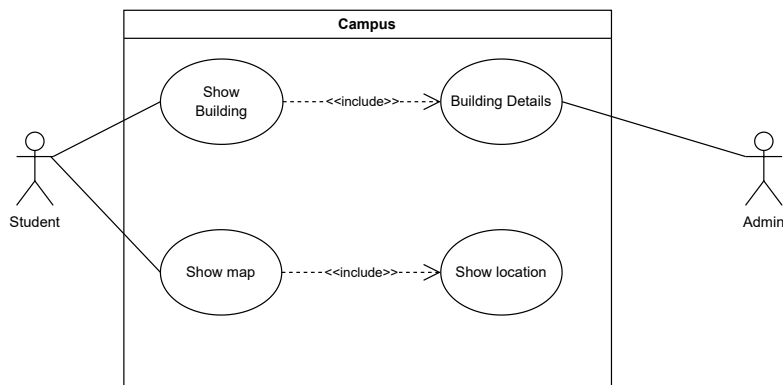 Campus
Show
Building
<<include>>
Building Details
Student
Admin
Show map
<<include>>
Show location